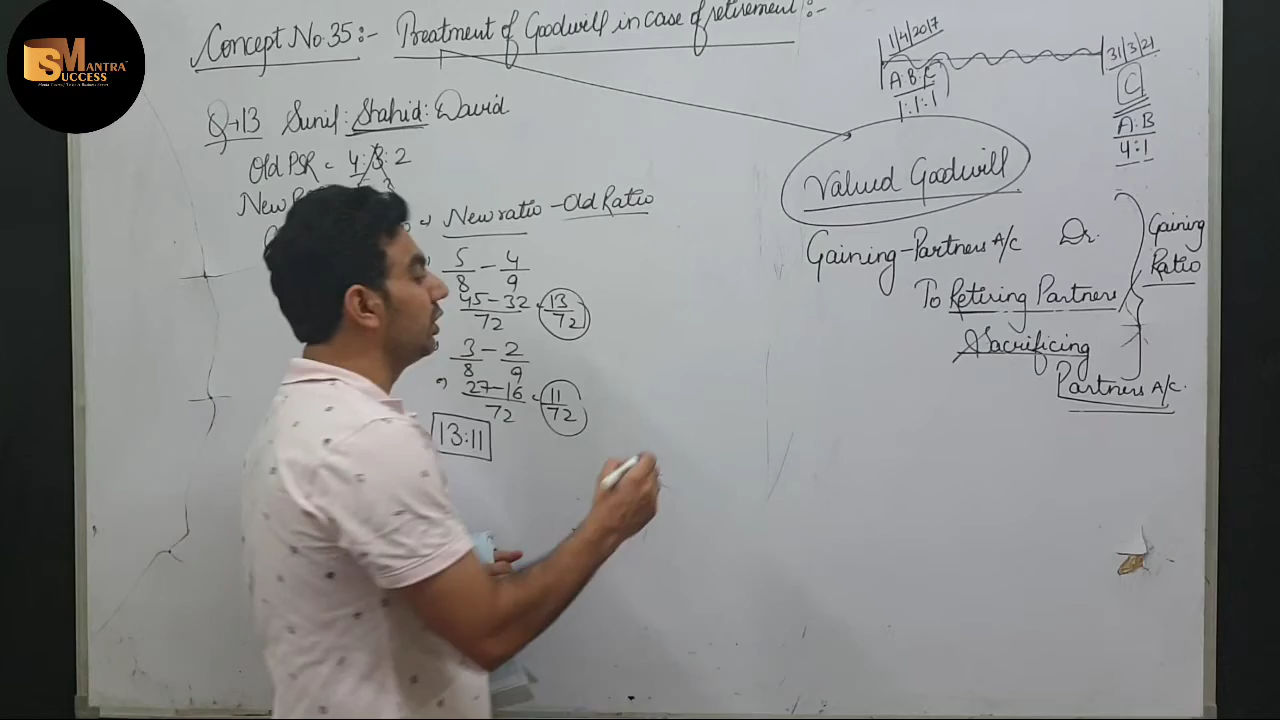 SMANTRA
SUCCESS
Concept No.35:- Treatment of Goodwill in case of retirement:-
Q→13 Sunil: Shahid: David
Old PSR = 4:3:2
New
New ratio - Old Ratio
5/8 - 4/9
45-32/72 = 13/72
3/8 - 2/9
27-16/72 = 11/72
13:11
1/4/2017
A:B:C
1:1:1
31/3/21
C
A:B
4:1
Valued Goodwill
Gaining-Partners A/c Dr.
To Retiring Partners/
Sacrificing
Partners A/c.
Gaining
Ratio